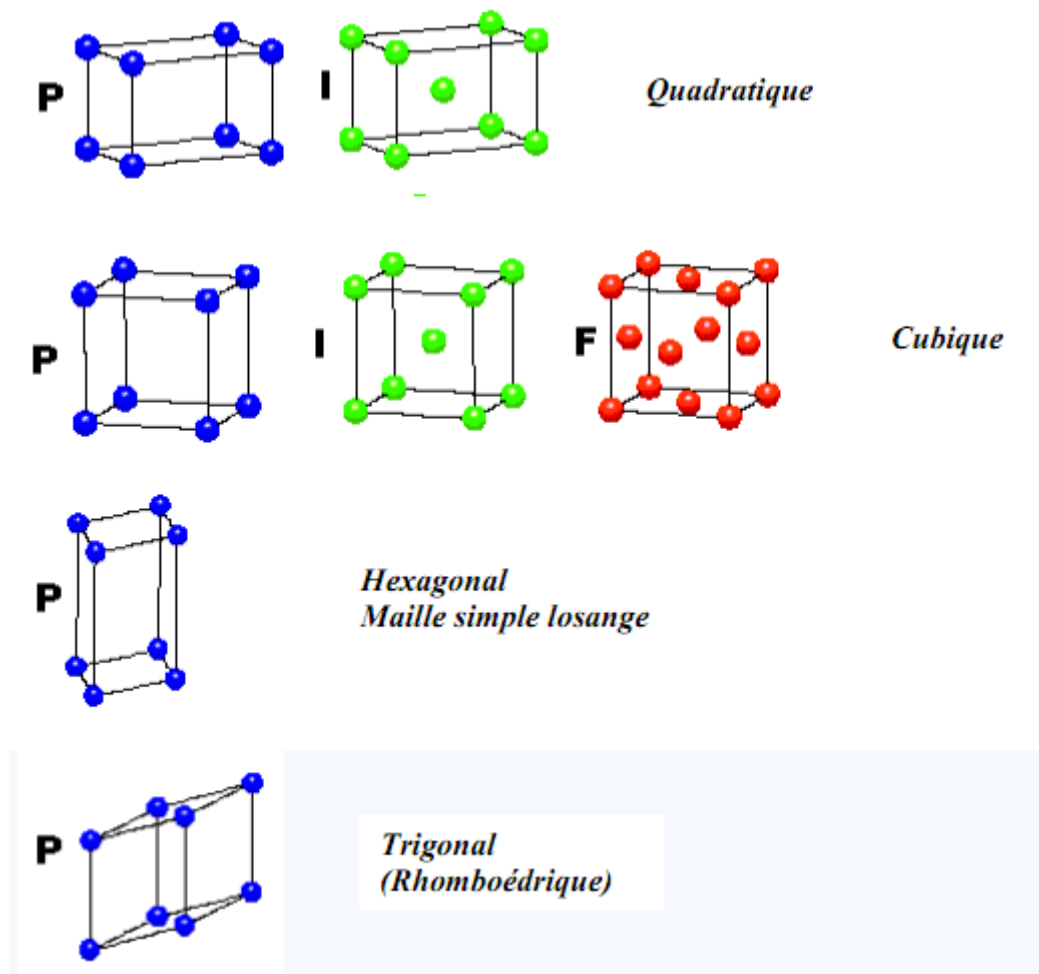 P I Quadratique
P I F Cubique
P Hexagonal
Maille simple losange
P Trigonal
(Rhomboédrique)